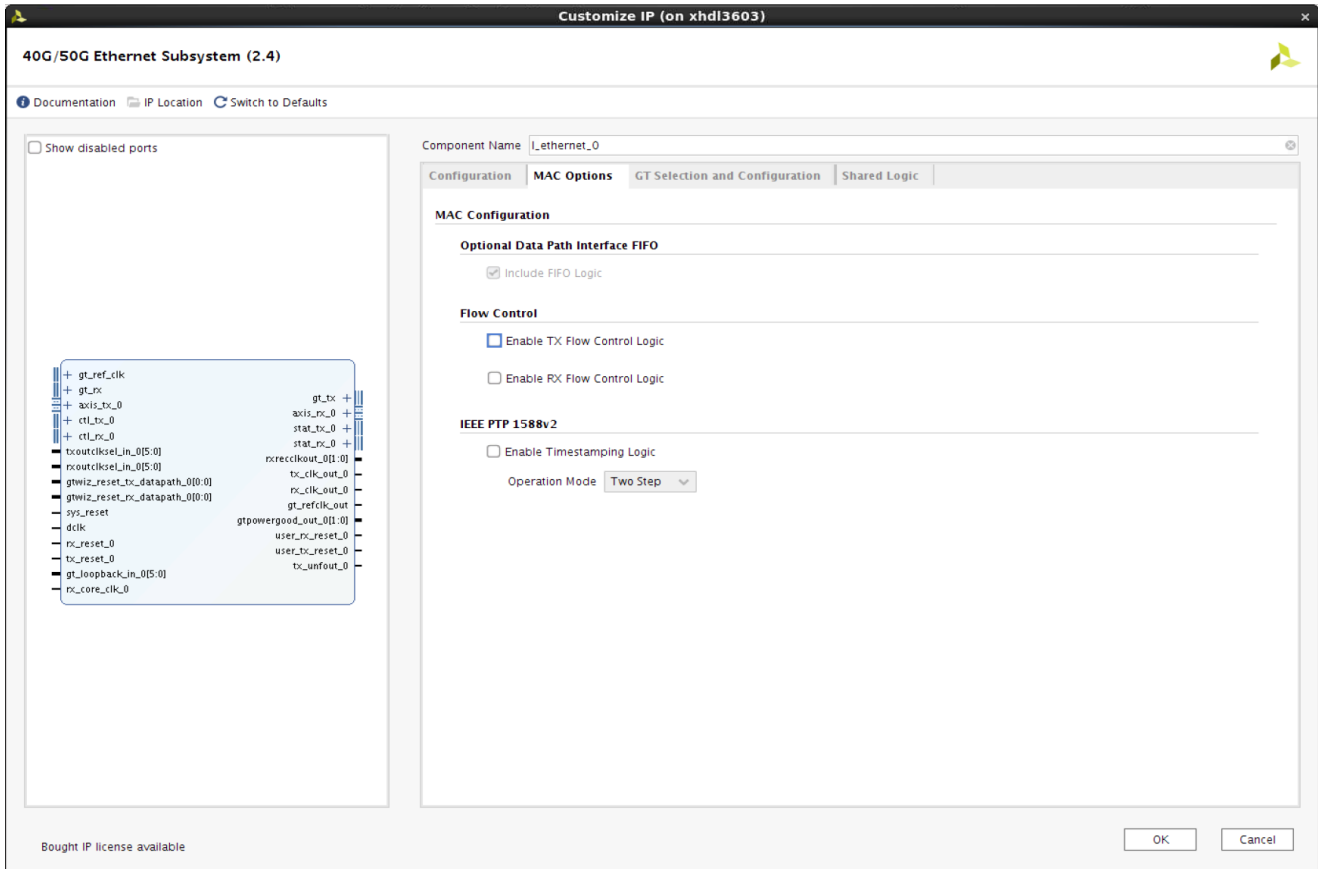 Customize IP (on xhdl3603)
40G/50G Ethernet Subsystem (2.4)
Documentation IP Location Switch to Defaults
Show disabled ports
gt_ref_clk
gt_rx
axis_tx_0
ctl_tx_0
ctl_rx_0
txoutclksel_in_0[5:0]
rxoutclksel_in_0[5:0]
gtwiz_reset_tx_datapath_0[0:0]
gtwiz_reset_rx_datapath_0[0:0]
sys_reset
dclk
rx_reset_0
tx_reset_0
gt_loopback_in_0[5:0]
rx_core_clk_0
gt_tx
axis_rx_0
stat_tx_0
stat_rx_0
rxrecclkout_0[1:0]
tx_clk_out_0
rx_clk_out_0
gt_refclk_out
gtpowergood_out_0[1:0]
user_rx_reset_0
user_tx_reset_0
tx_unfout_0
Component Name l_ethernet_0
Configuration MAC Options GT Selection and Configuration Shared Logic
MAC Configuration
Optional Data Path Interface FIFO
Include FIFO Logic
Flow Control
Enable TX Flow Control Logic
Enable RX Flow Control Logic
IEEE PTP 1588v2
Enable Timestamping Logic
Operation Mode Two Step
Bought IP license available
OK Cancel